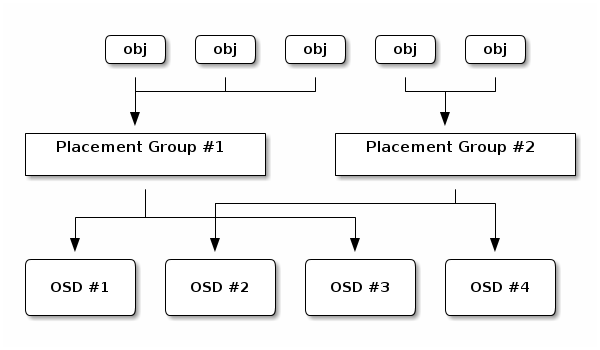 obj obj obj obj obj
Placement Group #1 Placement Group #2
OSD #1 OSD #2 OSD #3 OSD #4